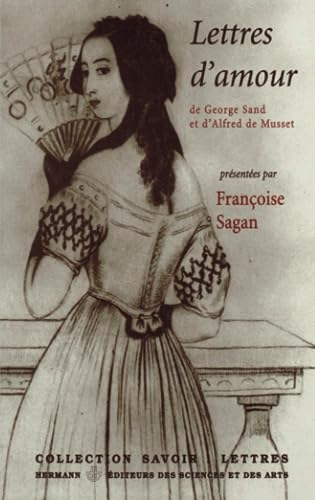 Lettres
d'amour
de George Sand
et d'Alfred de Musset
présentées par
Françoise
Sagan
COLLECTION SAVOIR : LETTRES
HERMANN ÉDITEURS DES SCIENCES ET DES ARTS